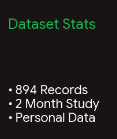 Dataset Stats
• 894 Records
• 2 Month Study
• Personal Data